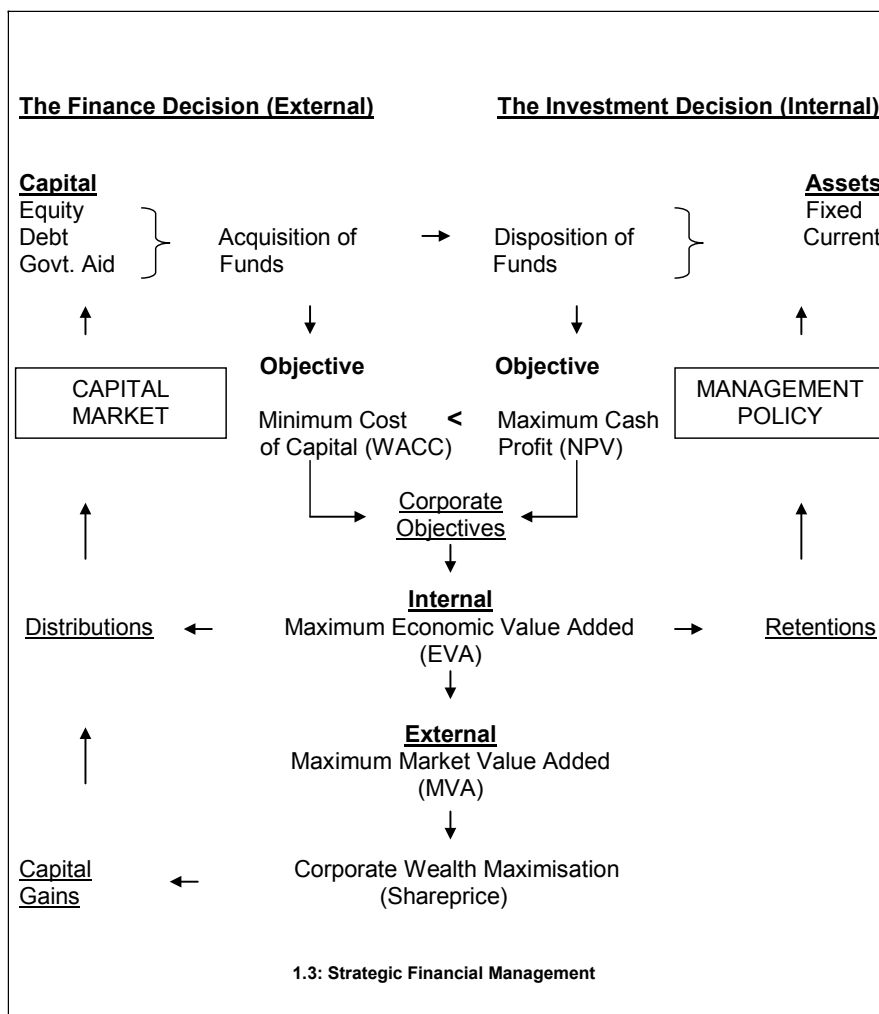 The Finance Decision (External)
The Investment Decision (Internal)
Capital
Equity
Debt
Govt. Aid
Acquisition of
Funds
Disposition of
Funds
Assets
Fixed
Current
CAPITAL
MARKET
Objective
Minimum Cost
of Capital (WACC)
<
Objective
Maximum Cash
Profit (NPV)
MANAGEMENT
POLICY
Corporate
Objectives
Internal
Distributions
Maximum Economic Value Added
(EVA)
Retentions
External
Maximum Market Value Added
(MVA)
Capital
Gains
Corporate Wealth Maximisation
(Shareprice)
1.3: Strategic Financial Management